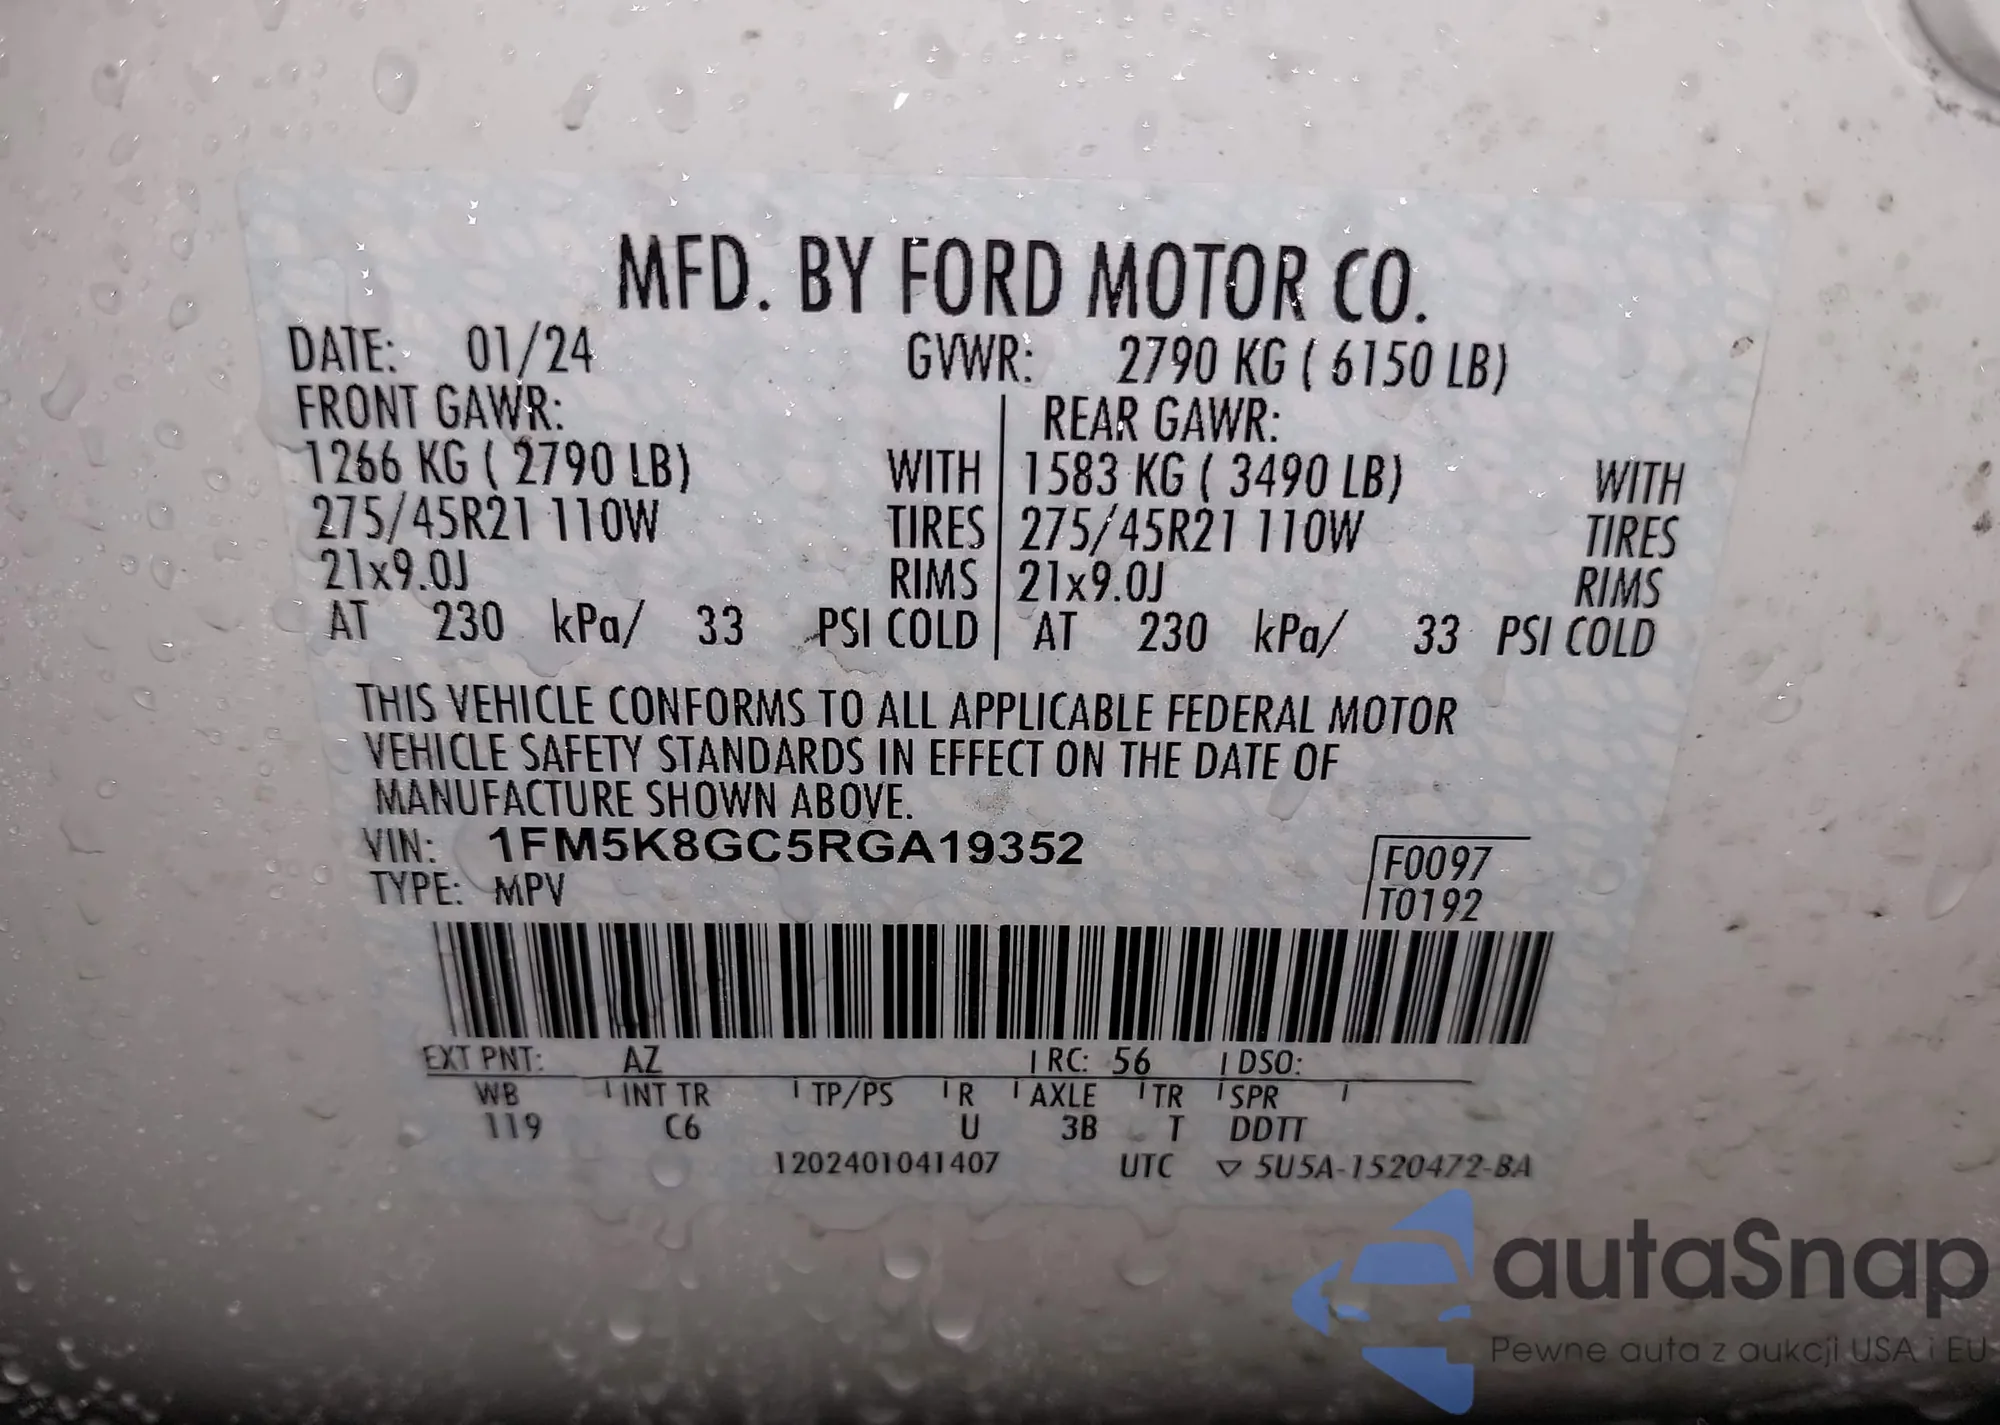 MFD. BY FORD MOTOR CO.
DATE: 01/24 GVWR: 2790 KG ( 6150 LB)
FRONT GAWR: REAR GAWR:
1266 KG ( 2790 LB) WITH 1583 KG ( 3490 LB) WITH
275/45R21 110W TIRES 275/45R21 110W TIRES
21x9.0J RIMS 21x9.0J RIMS
AT 230 kPa/ 33 PSI COLD AT 230 kPa/ 33 PSI COLD
THIS VEHICLE CONFORMS TO ALL APPLICABLE FEDERAL MOTOR
VEHICLE SAFETY STANDARDS IN EFFECT ON THE DATE OF
MANUFACTURE SHOWN ABOVE.
VIN: 1FM5K8GC5RGA19352
TYPE: MPV
F0097
T0192
EXT PNT: AZ RC: 56 DSO:
WB INT TR TP/PS R AXLE TR SPR
119 C6 U 3B T DDTT
1202401041407 UTC ▽ 5U5A-1520472-BA
autaSnap
Pewne auta z aukcji USA i EU